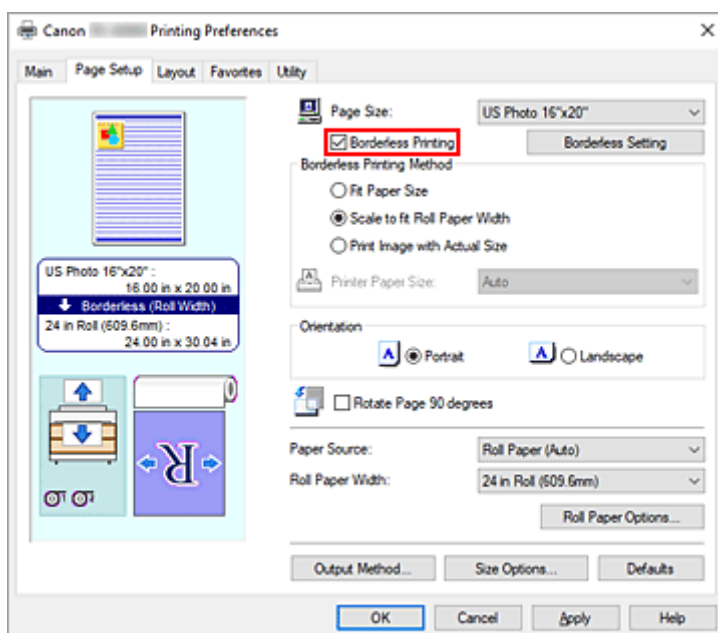 Canon Printing Preferences
Main Page Setup Layout Favorites Utility
Page Size: US Photo 16"x20"
Borderless Printing Borderless Setting
Borderless Printing Method
Fit Paper Size
Scale to fit Roll Paper Width
Print Image with Actual Size
Printer Paper Size: Auto
US Photo 16"x20" :
16.00 in x 20.00 in
Borderless (Roll Width)
24 in Roll (609.6mm) :
24.00 in x 30.04 in
Orientation
A Portrait A Landscape
Rotate Page 90 degrees
R
Paper Source: Roll Paper (Auto)
Roll Paper Width: 24 in Roll (609.6mm)
Roll Paper Options...
Output Method... Size Options... Defaults
OK Cancel Apply Help